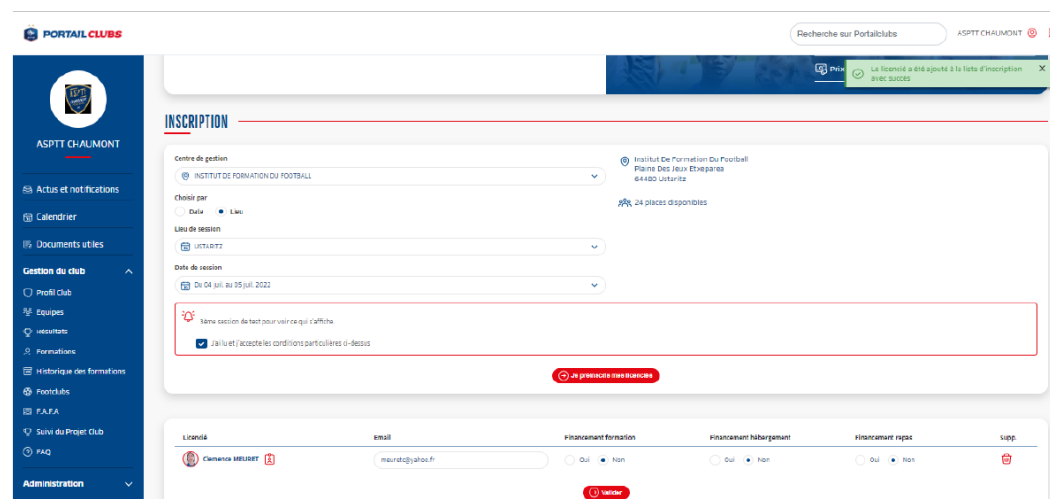 PORTAIL CLUBS
Recherche sur Portailclubs
ASPTT CHAUMONT
Prix
Le licencié a été ajouté à la liste d'inscription
avec succès
ASPTT CHAUMONT
Actus et notifications
Calendrier
Documents utiles
Gestion du club
Profil Club
Equipes
Résultats
Formations
Historique des formations
Footclubs
F.A.F.A
Suivi du Projet Club
FAQ
Administration
INSCRIPTION
Centre de gestion
INSTITUT DE FORMATION DU FOOTBALL
Choisir par
Date
Lieu
Lieu de session
USTARITZ
Date de session
Du 04 juil. au 05 juil. 2022
Institut De Formation Du Football
Plaine Des Jeux Etxeparea
64480 Ustaritz
24 places disponibles
3ème session de test pour voir ce qui s'affiche.
J'ai lu et j'accepte les conditions particulières ci-dessus
Je préinscris mes licenciés
Licencié
Email
Financement formation
Financement hébergement
Financement repas
Supp.
Clemence MEURET
meuretc@yahoo.fr
Oui
Non
Oui
Non
Oui
Non
Valider